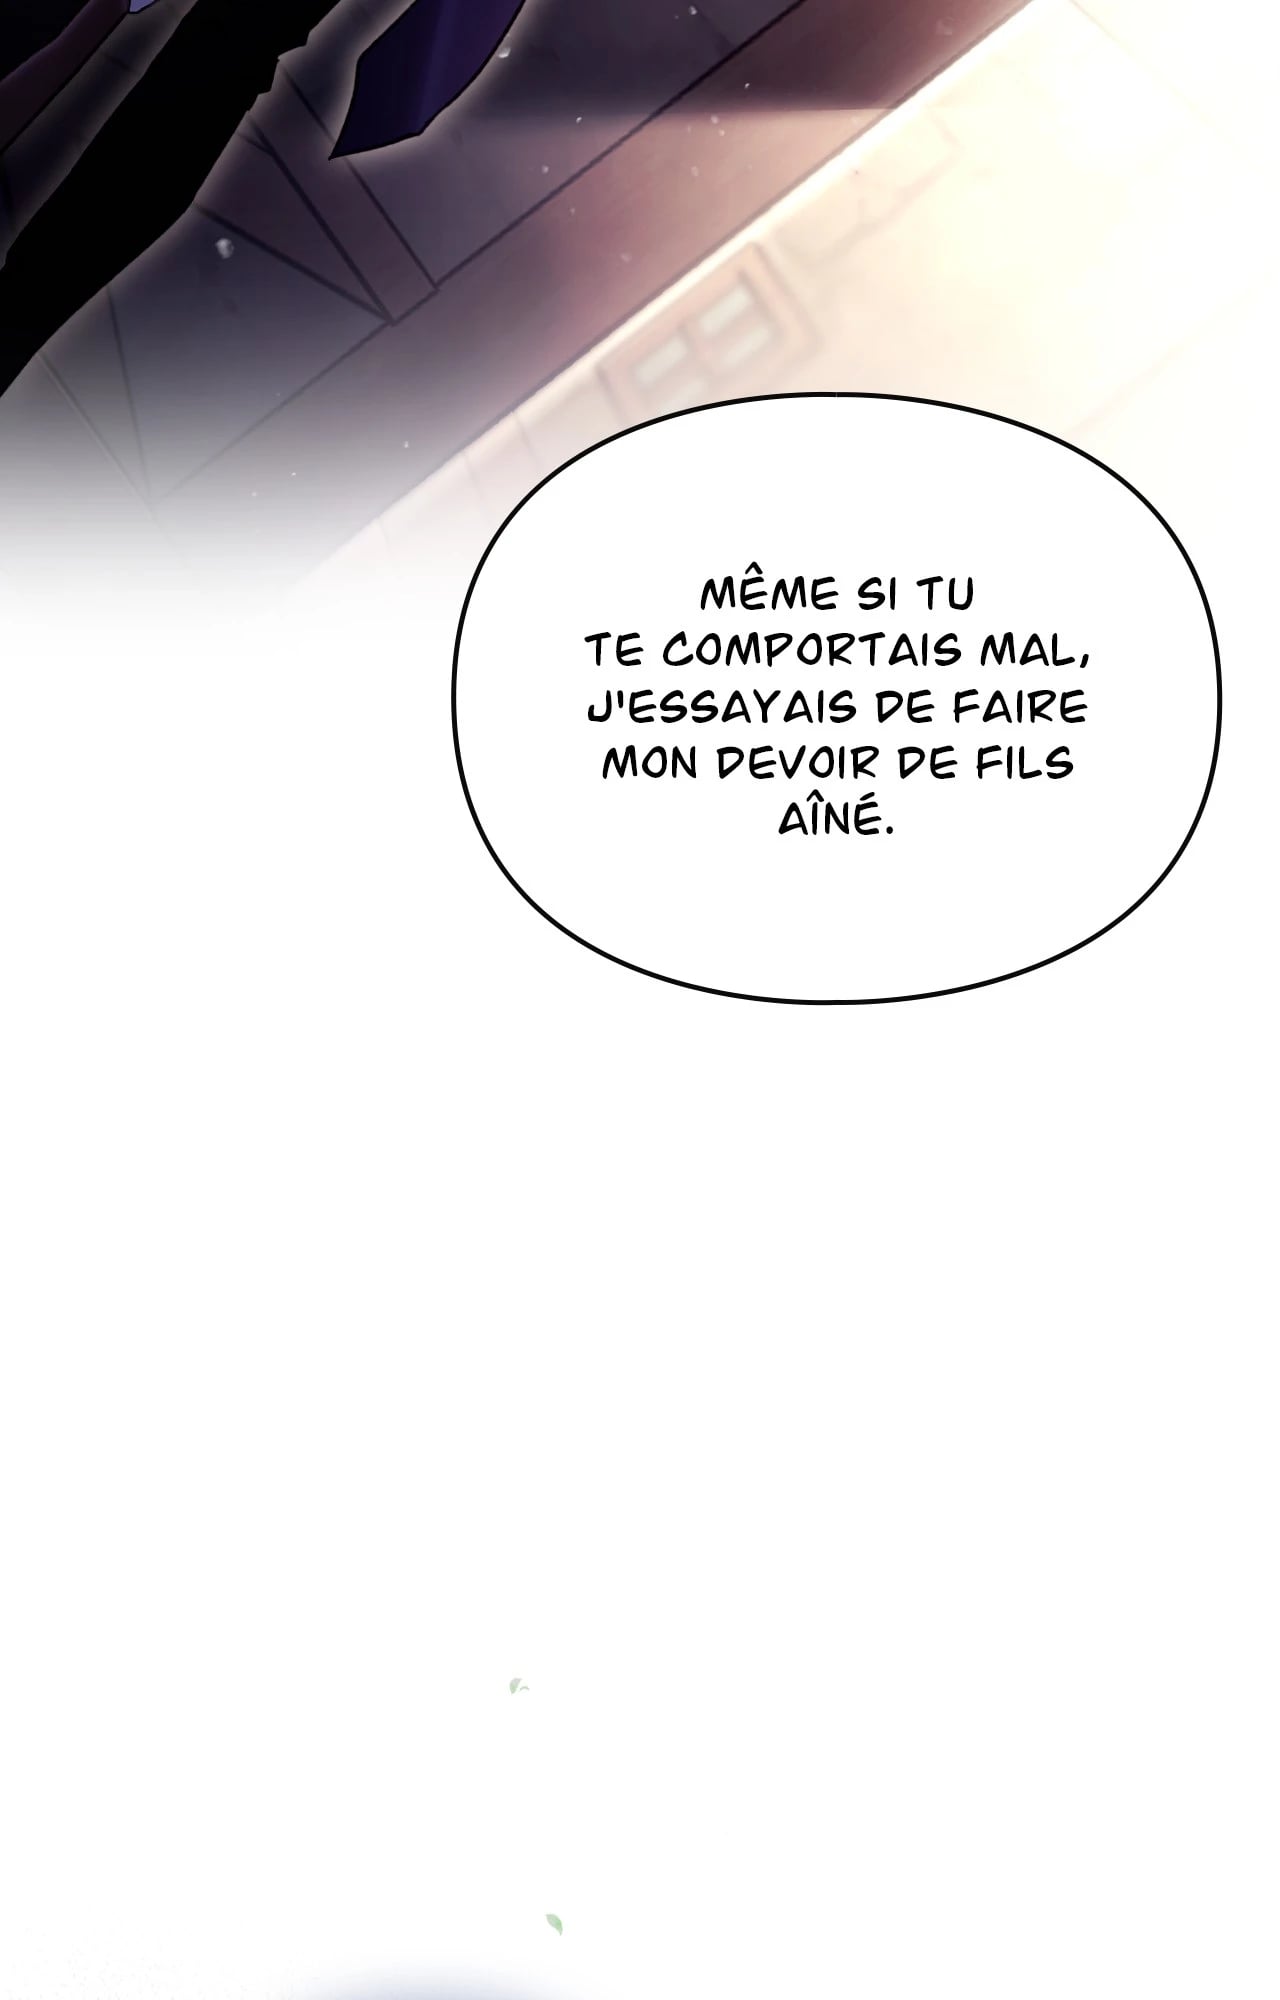 MÊME SI TU
TE COMPORTAIS MAL,
J'ESSAYAIS DE FAIRE
MON DEVOIR DE FILS
AÎNÉ.